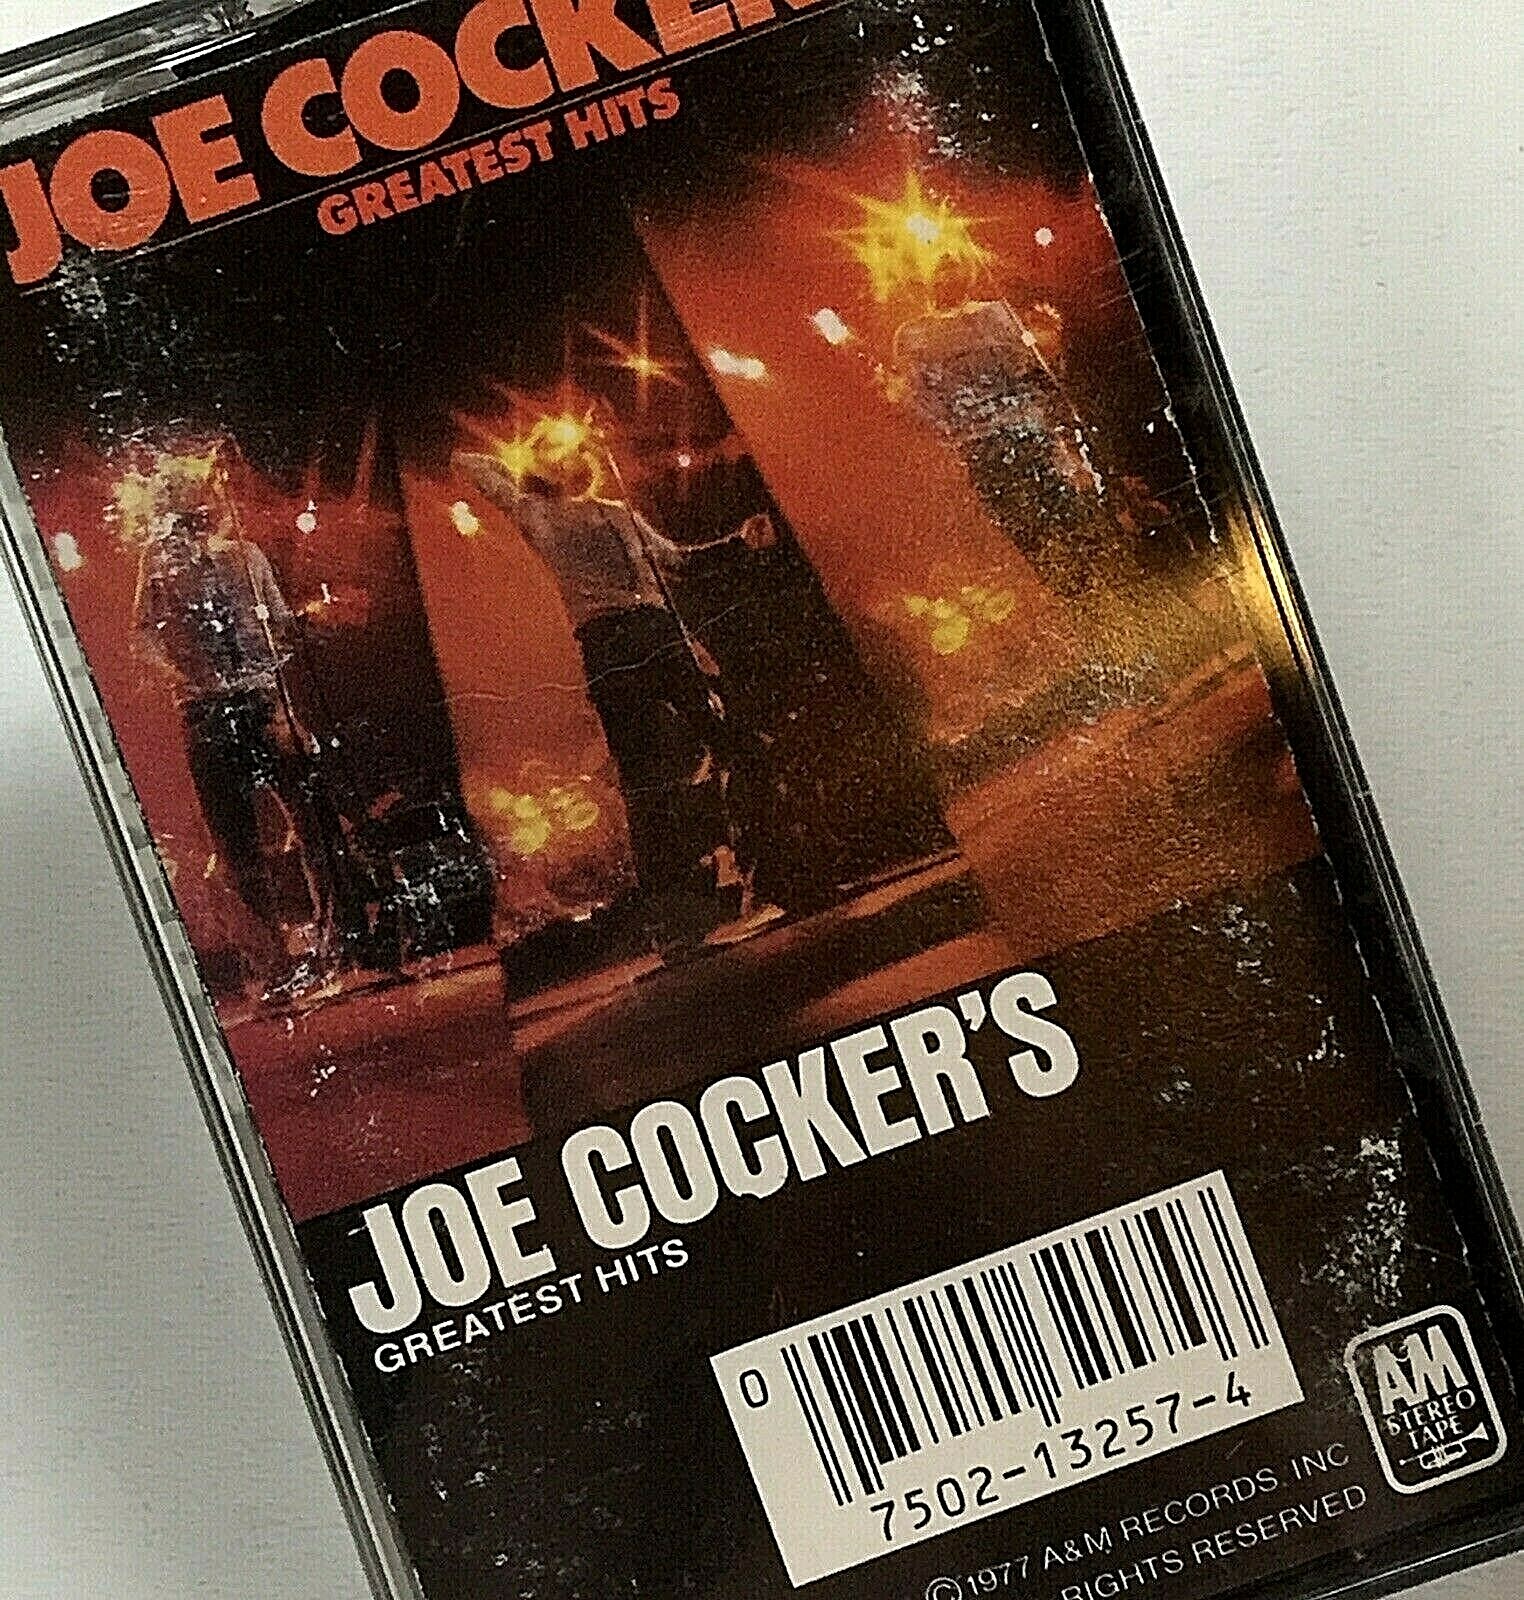 JOE COCKER
GREATEST HITS
JOE COCKER'S
GREATEST HITS
0
7502-13257-4
A&M
STEREO
TAPE
©1977 A&M RECORDS, INC
RIGHTS RESERVED